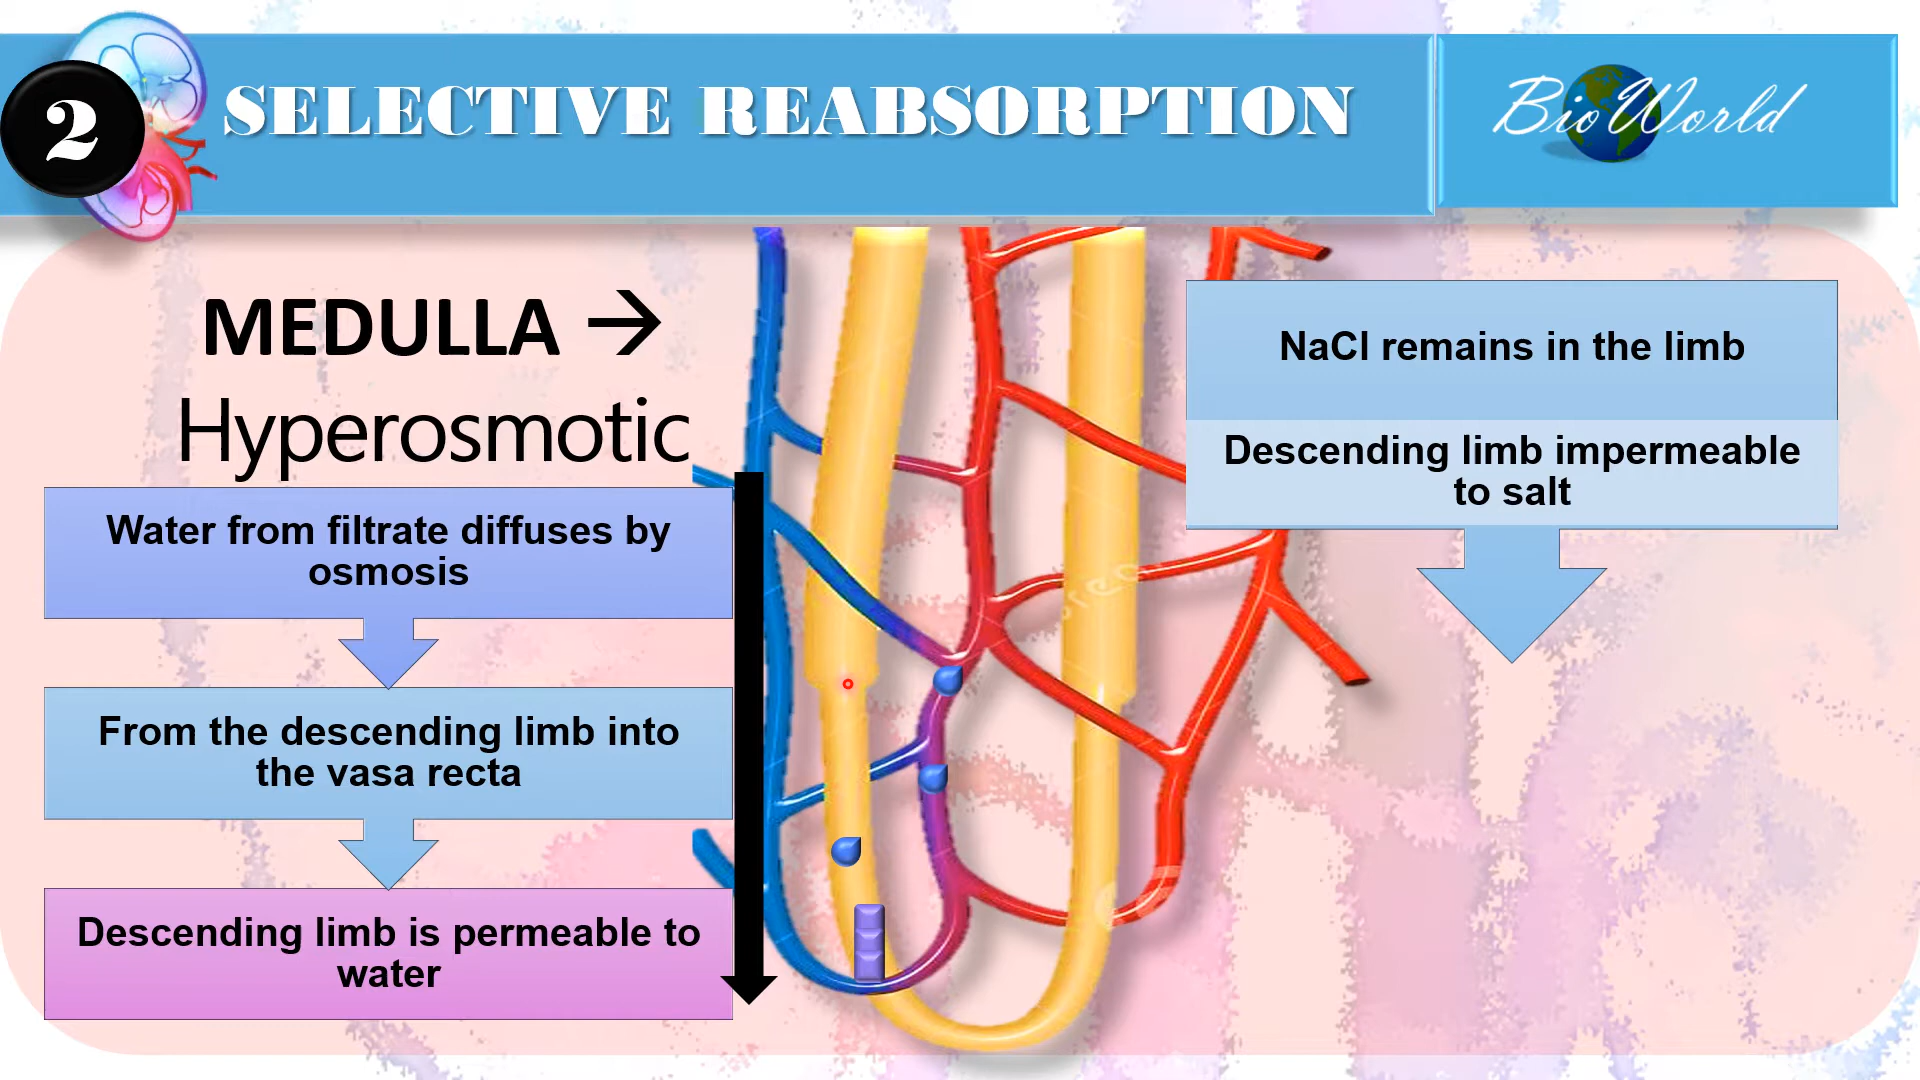 2
SELECTIVE REABSORPTION
BioWorld
MEDULLA →
Hyperosmotic
Water from filtrate diffuses by
osmosis
From the descending limb into
the vasa recta
Descending limb is permeable to
water
NaCl remains in the limb
Descending limb impermeable
to salt